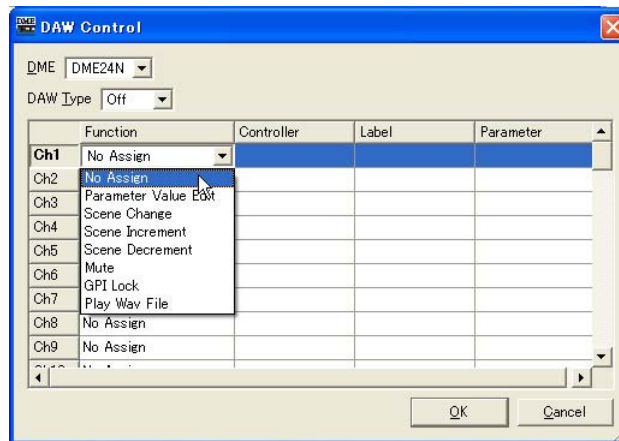 DME DAW Control
DME DME24N
DAW Type Off
Function Controller Label Parameter
Ch1 No Assign
Ch2 No Assign
Ch3 Parameter Value Edit
Scene Change
Ch4 Scene Increment
Ch5 Scene Decrement
Ch6 Mute
GPI Lock
Ch7 Play Wav File
Ch8 No Assign
Ch9 No Assign
OK Cancel